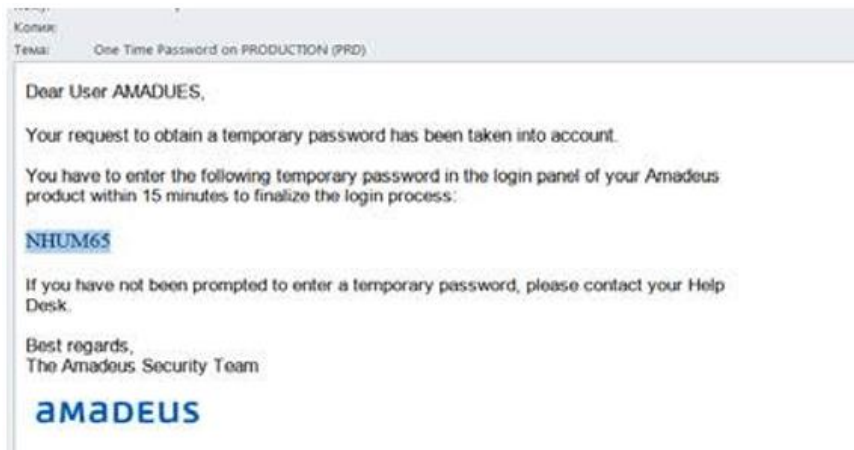 Копия:
Тема: One Time Password on PRODUCTION (PRD)
Dear User AMADUES,
Your request to obtain a temporary password has been taken into account.
You have to enter the following temporary password in the login panel of your Amadeus
product within 15 minutes to finalize the login process:
NHUM65
If you have not been prompted to enter a temporary password, please contact your Help
Desk.
Best regards,
The Amadeus Security Team
aMaDEUS